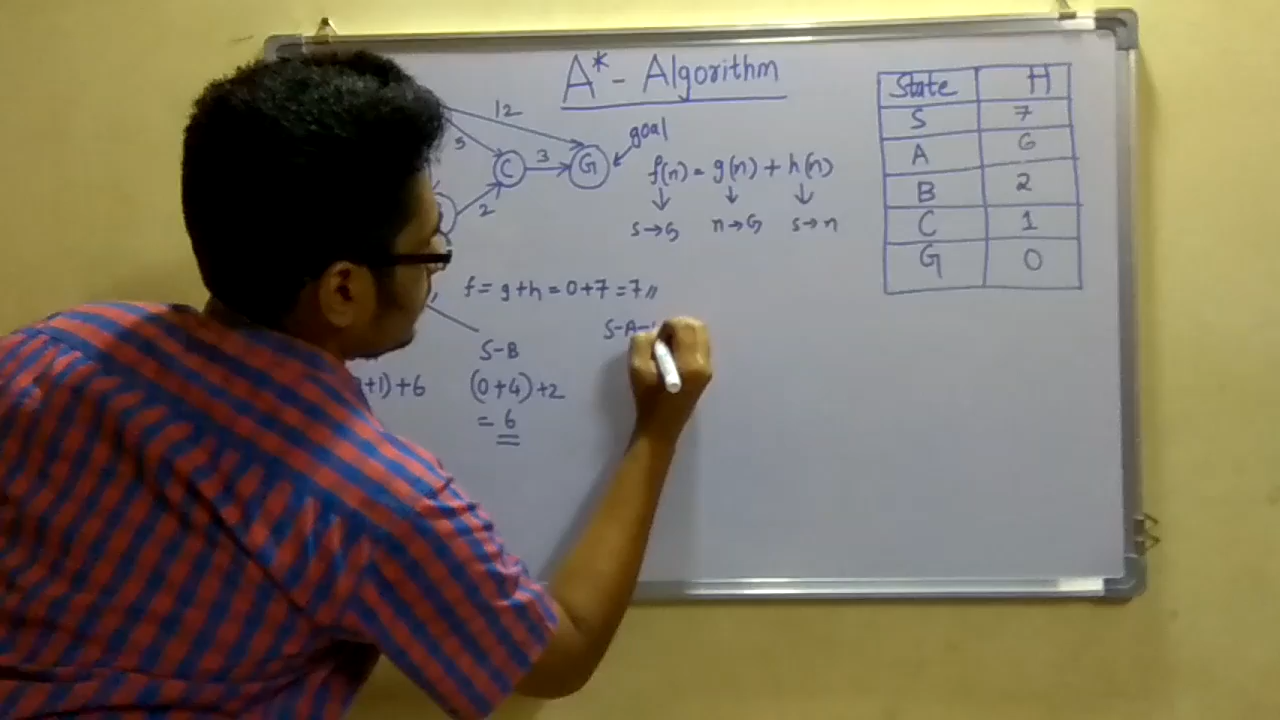 A* - Algorithm
12
5
C
3
G
goal
2
f(n) = g(n) + h(n)
S→G n→G S→n
State H
S 7
A 6
B 2
C 1
G 0
f = g+h = 0+7 = 7//
S-A-
S-B
+1)+6
(0+4)+2
= 6